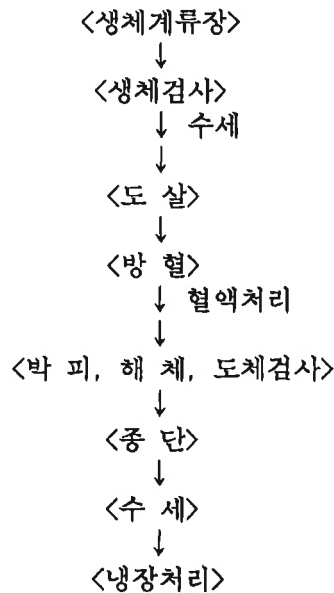 <생체계류장>
↓
<생체검사>
↓ 수세
↓
<도 살>
↓
<방 혈>
↓ 혈액처리
↓
<박 피, 해 체, 도체검사>
↓
<종 단>
↓
<수 세>
↓
<냉장처리>